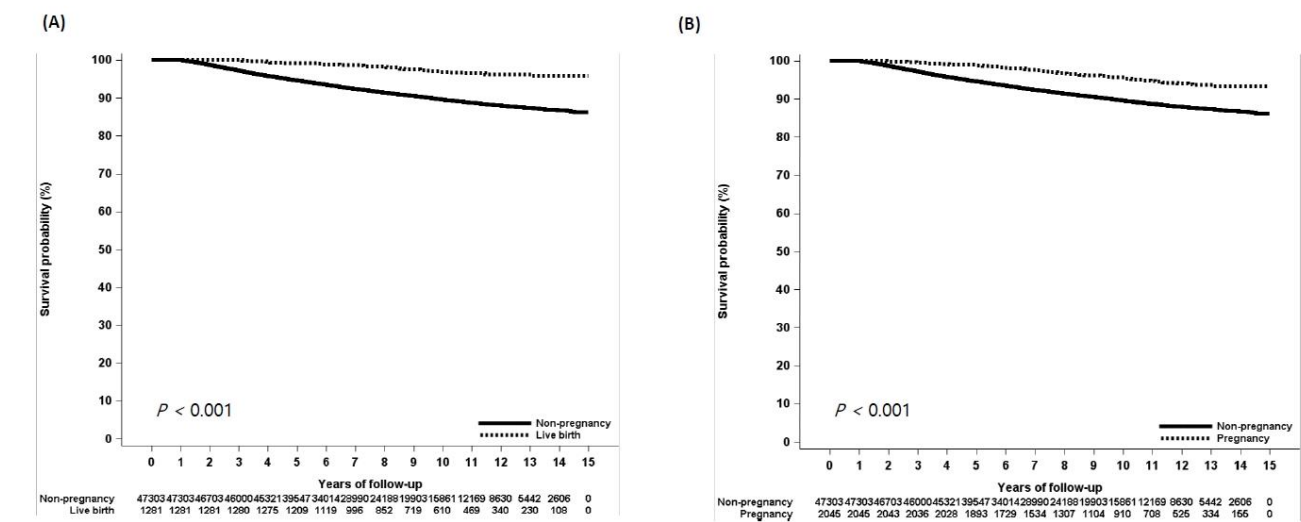 (A)
Survival probability (%)
100
90
80
70
60
50
40
30
20
10
0
P < 0.001
Non-pregnancy
Live birth
0 1 2 3 4 5 6 7 8 9 10 11 12 13 14 15
Years of follow-up
Non-pregnancy 47303 47303 46703 46000 45321 39547 34014 28990 24188 19903 15861 12169 8630 5442 2606 0
Live birth 1281 1281 1281 1280 1275 1209 1119 996 852 719 610 469 340 230 108 0
(B)
Survival probability (%)
100
90
80
70
60
50
40
30
20
10
0
P < 0.001
Non-pregnancy
Pregnancy
0 1 2 3 4 5 6 7 8 9 10 11 12 13 14 15
Years of follow-up
Non-pregnancy 47303 47303 46703 46000 45321 39547 34014 28990 24188 19903 15861 12169 8630 5442 2606 0
Pregnancy 2045 2045 2043 2036 2028 1893 1729 1534 1307 1104 910 708 525 334 155 0